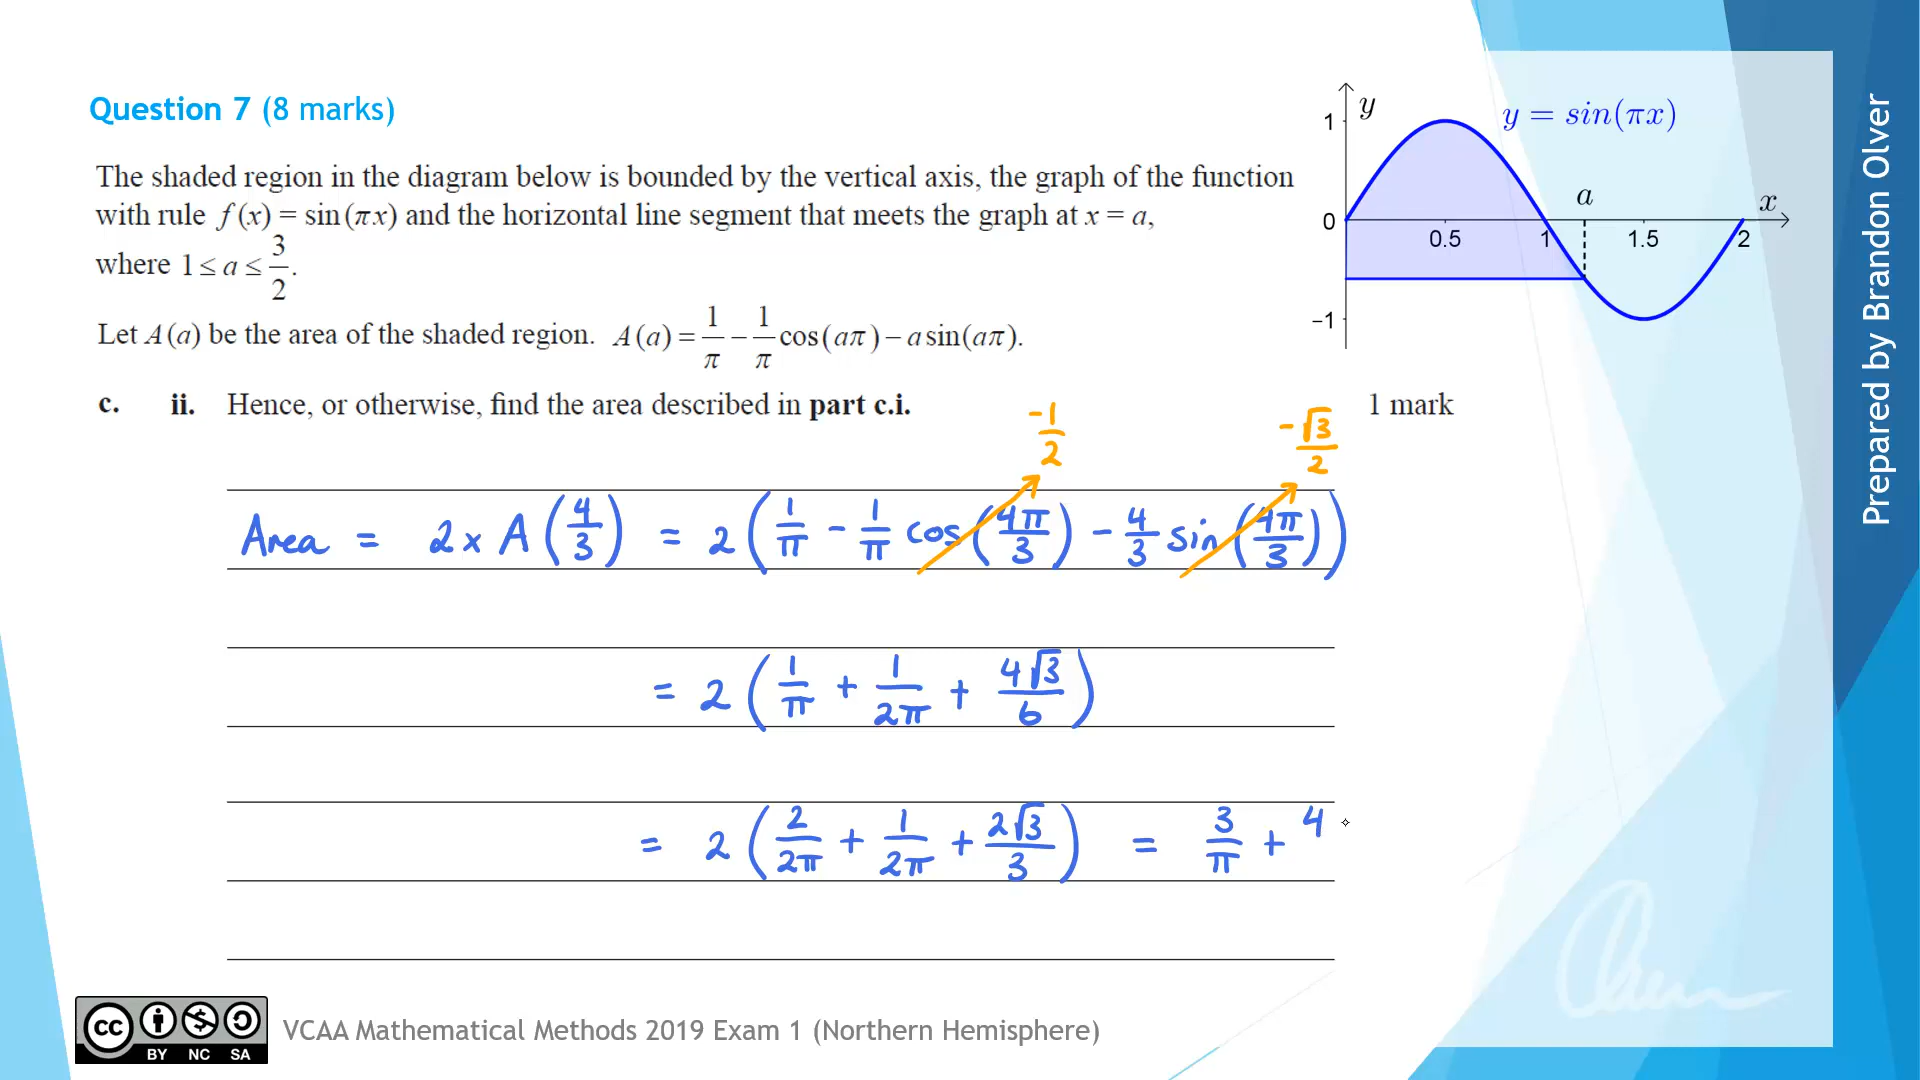 Question 7 (8 marks)
The shaded region in the diagram below is bounded by the vertical axis, the graph of the function
with rule f(x) = sin(πx) and the horizontal line segment that meets the graph at x = a,
where 1 ≤ a ≤ 3/2.
Let A(a) be the area of the shaded region. A(a) = 1/π − 1/π cos(aπ) − a sin(aπ).
c. ii. Hence, or otherwise, find the area described in part c.i. 1 mark
y
y = sin(πx)
1
a
x
0
0.5 1 1.5 2
−1
-1/2 -√3/2
Area = 2 × A(4/3) = 2(1/π - 1/π cos(4π/3) - 4/3 sin(4π/3))
= 2(1/π + 1/2π + 4√3/6)
= 2(2/2π + 1/2π + 2√3/3) = 3/π + 4
cc BY NC SA
VCAA Mathematical Methods 2019 Exam 1 (Northern Hemisphere)
Prepared by Brandon Olver